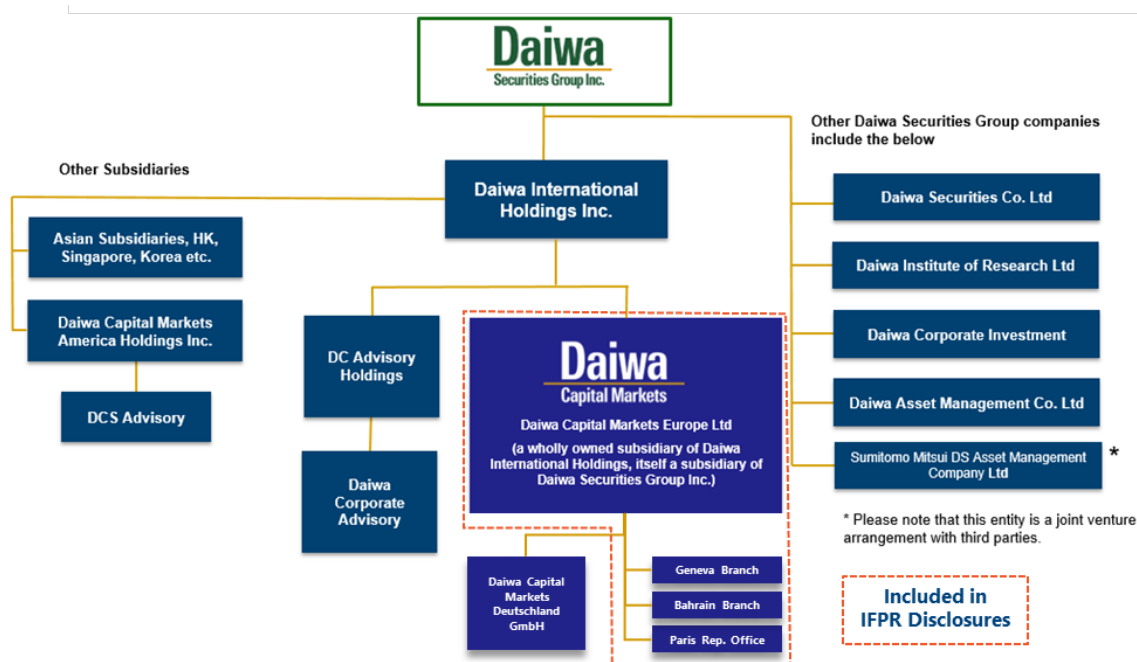 Daiwa
Securities Group Inc.
Other Daiwa Securities Group companies
include the below
Other Subsidiaries
Daiwa International
Holdings Inc.
Daiwa Securities Co. Ltd
Asian Subsidiaries, HK,
Singapore, Korea etc.
Daiwa Institute of Research Ltd
Daiwa Capital Markets
America Holdings Inc.
DC Advisory
Holdings
Daiwa
Capital Markets
Daiwa Capital Markets Europe Ltd
(a wholly owned subsidiary of Daiwa
International Holdings, itself a subsidiary of
Daiwa Securities Group Inc.)
Daiwa Corporate Investment
DCS Advisory
Daiwa Asset Management Co. Ltd
Daiwa
Corporate
Advisory
Sumitomo Mitsui DS Asset Management
Company Ltd
*
* Please note that this entity is a joint venture
arrangement with third parties.
Daiwa Capital
Markets
Deutschland
GmbH
Geneva Branch
Bahrain Branch
Paris Rep. Office
Included in
IFPR Disclosures